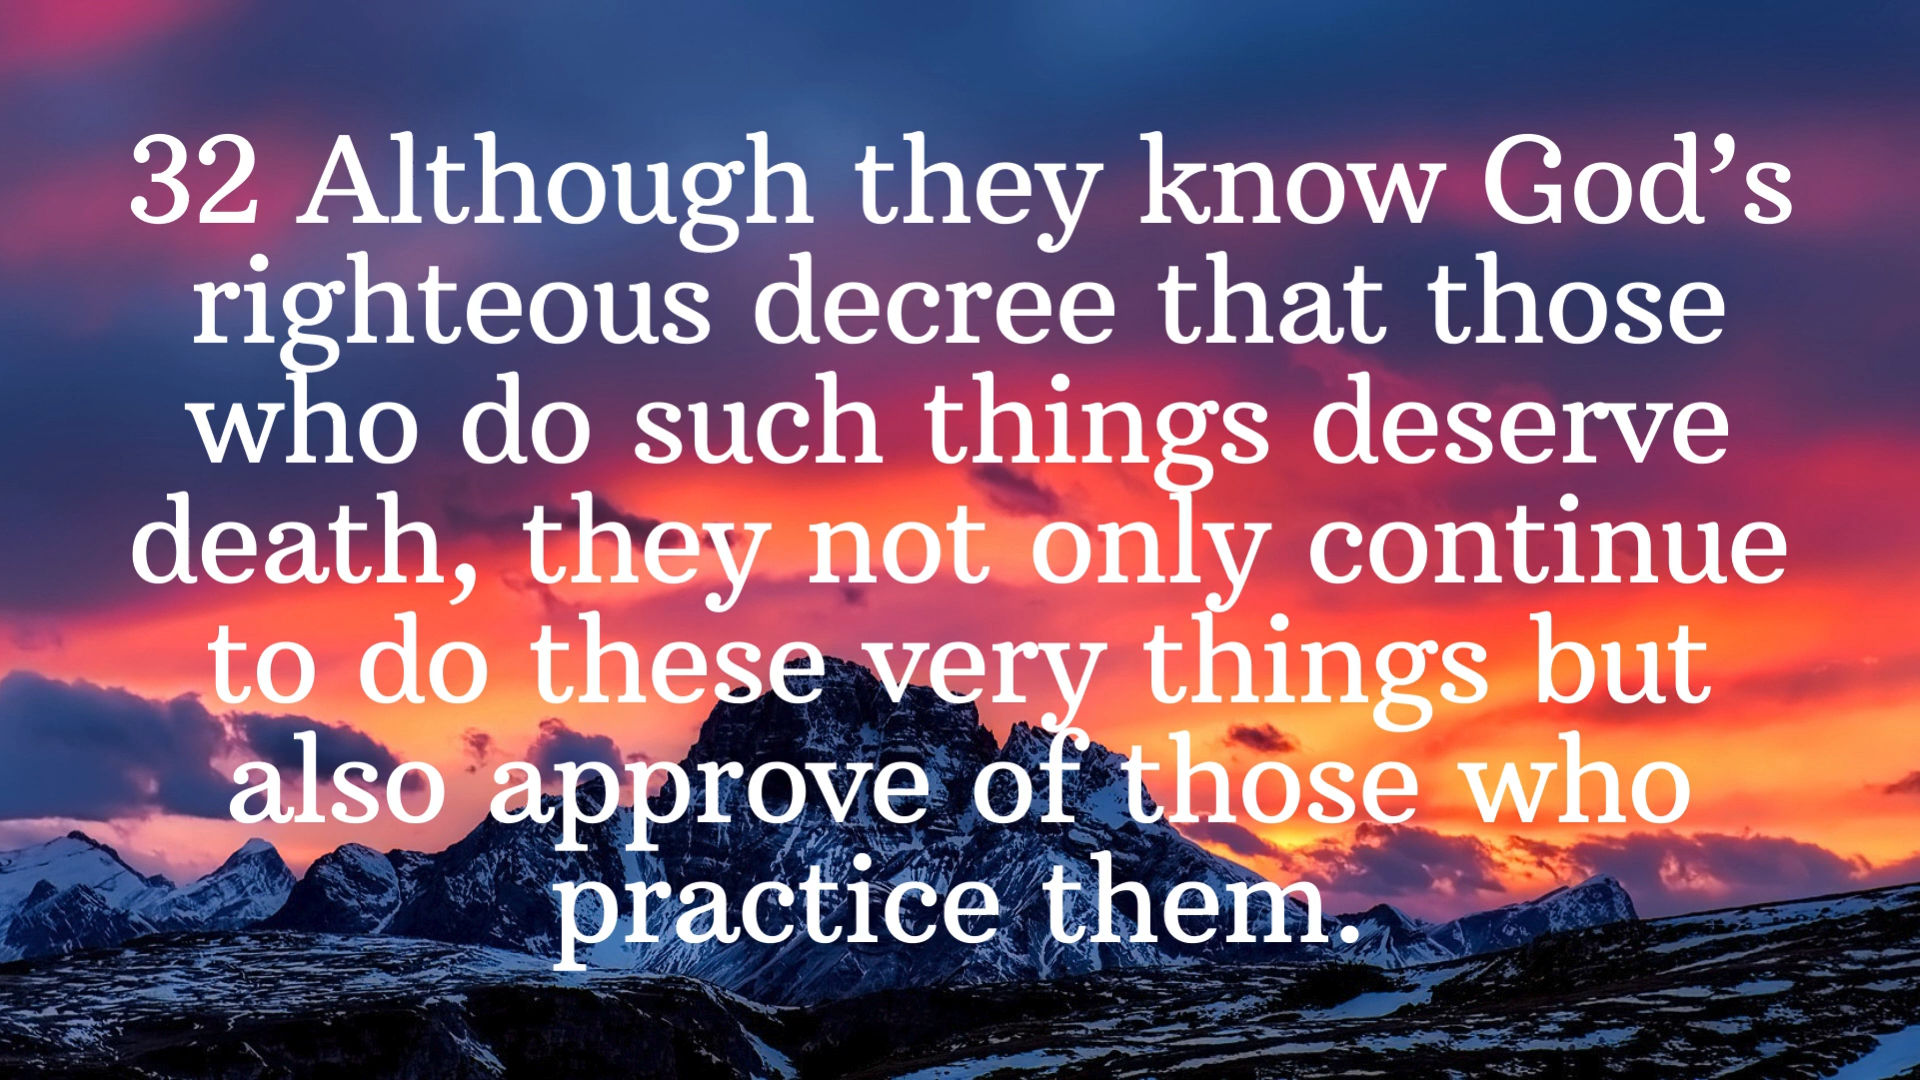 32 Although they know God’s
righteous decree that those
who do such things deserve
death, they not only continue
to do these very things but
also approve of those who
practice them.